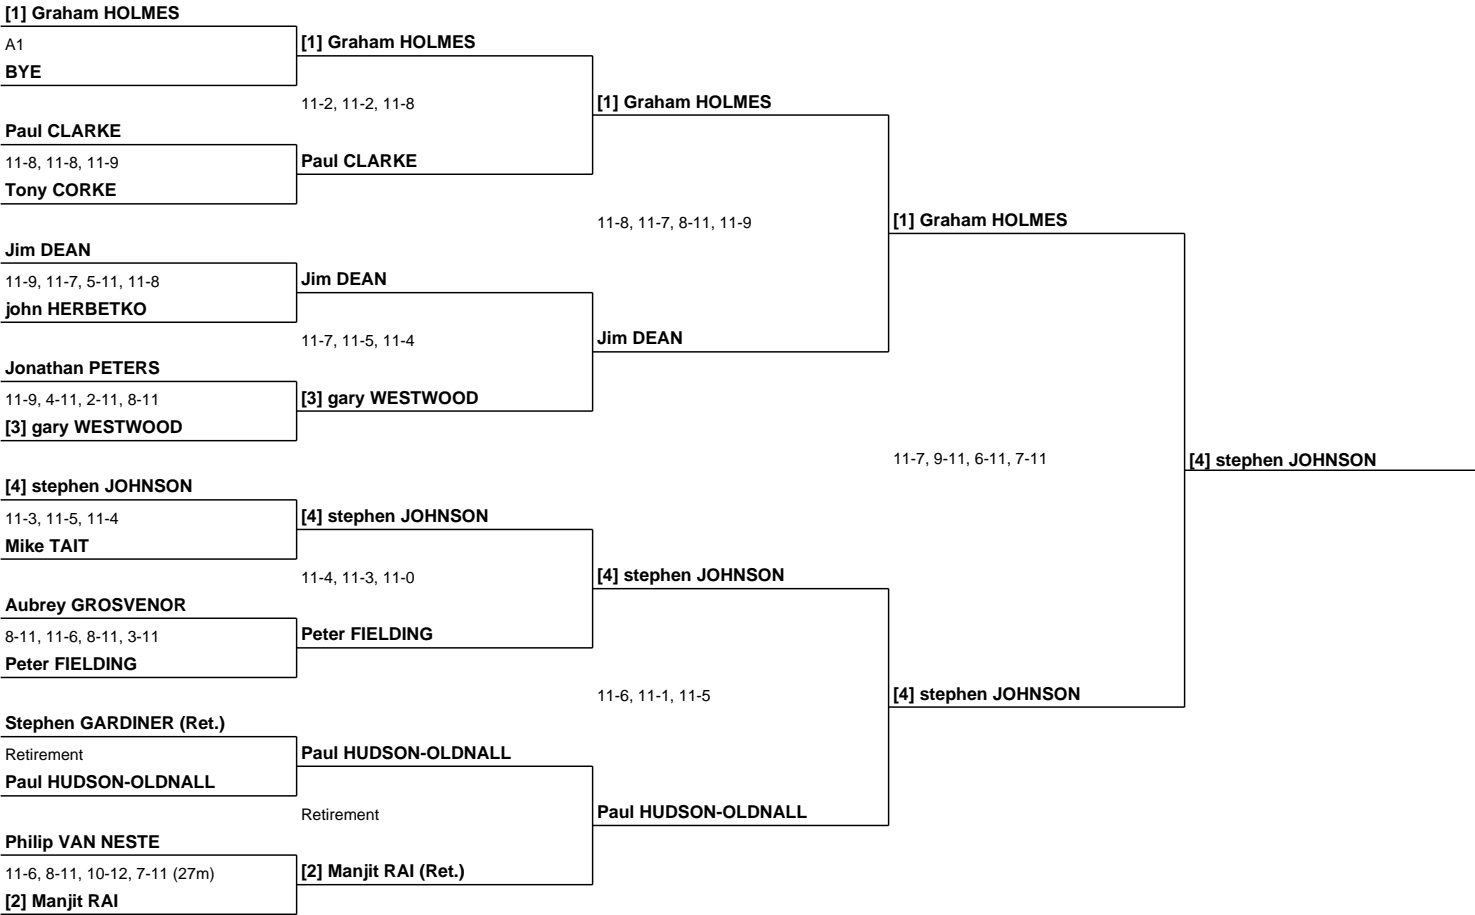 [1] Graham HOLMES
A1
BYE
Paul CLARKE
11-8, 11-8, 11-9
Tony CORKE
Jim DEAN
11-9, 11-7, 5-11, 11-8
john HERBETKO
Jonathan PETERS
11-9, 4-11, 2-11, 8-11
[3] gary WESTWOOD
[4] stephen JOHNSON
11-3, 11-5, 11-4
Mike TAIT
Aubrey GROSVENOR
8-11, 11-6, 8-11, 3-11
Peter FIELDING
Stephen GARDINER (Ret.)
Retirement
Paul HUDSON-OLDNALL
Philip VAN NESTE
11-6, 8-11, 10-12, 7-11 (27m)
[2] Manjit RAI
[1] Graham HOLMES
11-2, 11-2, 11-8
Paul CLARKE
Jim DEAN
11-7, 11-5, 11-4
[3] gary WESTWOOD
[4] stephen JOHNSON
11-4, 11-3, 11-0
Peter FIELDING
Paul HUDSON-OLDNALL
Retirement
[2] Manjit RAI (Ret.)
[1] Graham HOLMES
11-8, 11-7, 8-11, 11-9
Jim DEAN
[4] stephen JOHNSON
11-6, 11-1, 11-5
Paul HUDSON-OLDNALL
[1] Graham HOLMES
11-7, 9-11, 6-11, 7-11
[4] stephen JOHNSON
[4] stephen JOHNSON